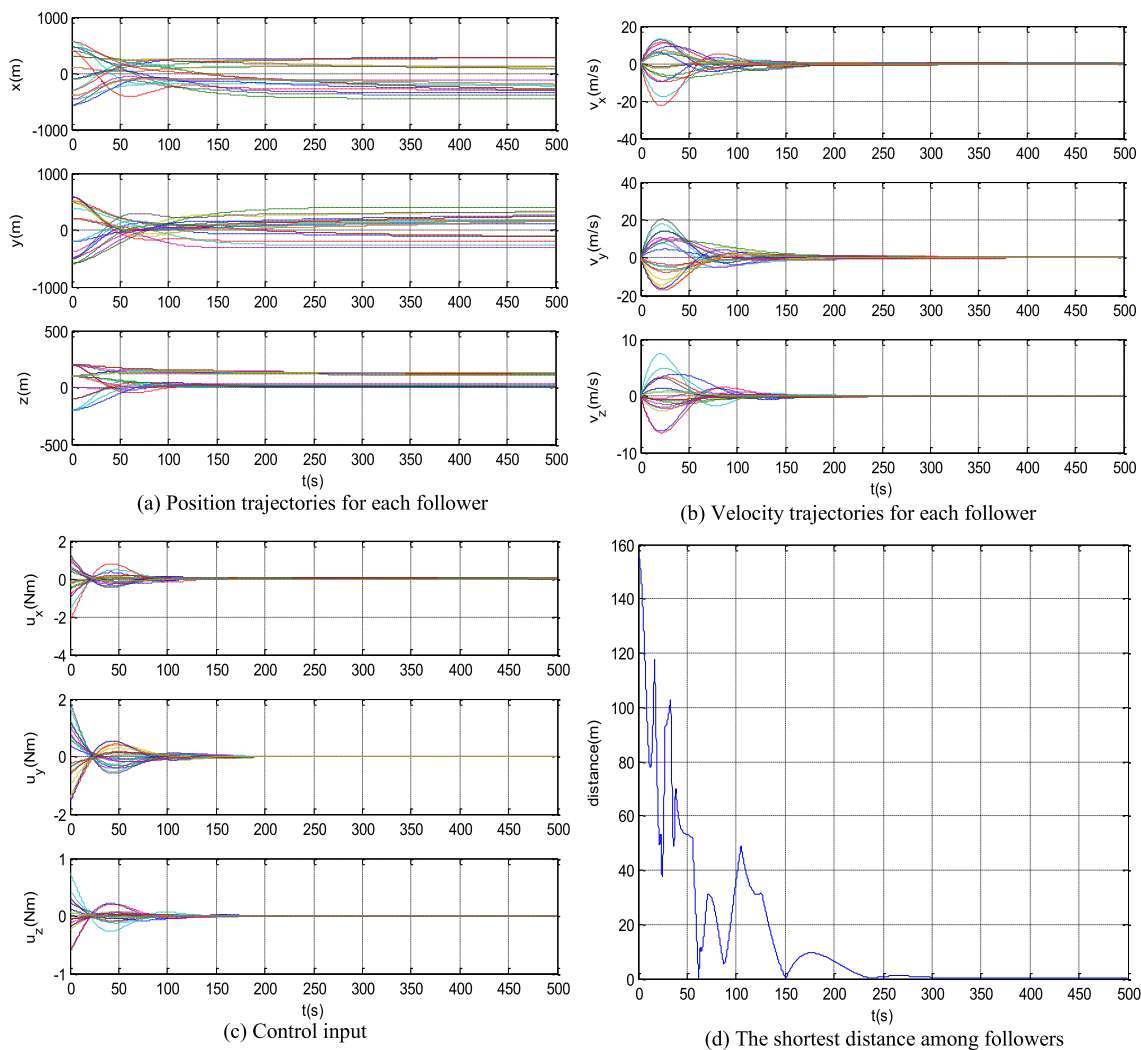 1000
0
-1000
x(m)
0 50 100 150 200 250 300 350 400 450 500
1000
0
-1000
y(m)
0 50 100 150 200 250 300 350 400 450 500
500
0
-500
z(m)
0 50 100 150 200 250 300 350 400 450 500
t(s)
(a) Position trajectories for each follower
20
0
-20
-40
v_x(m/s)
0 50 100 150 200 250 300 350 400 450 500
40
20
0
-20
v_y(m/s)
0 50 100 150 200 250 300 350 400 450 500
10
0
-10
v_z(m/s)
0 50 100 150 200 250 300 350 400 450 500
t(s)
(b) Velocity trajectories for each follower
2
0
-2
-4
u_x(Nm)
0 50 100 150 200 250 300 350 400 450 500
2
0
-2
u_y(Nm)
0 50 100 150 200 250 300 350 400 450 500
1
0
-1
u_z(Nm)
0 50 100 150 200 250 300 350 400 450 500
t(s)
(c) Control input
160
140
120
100
80
60
40
20
0
distance(m)
0 50 100 150 200 250 300 350 400 450 500
t(s)
(d) The shortest distance among followers